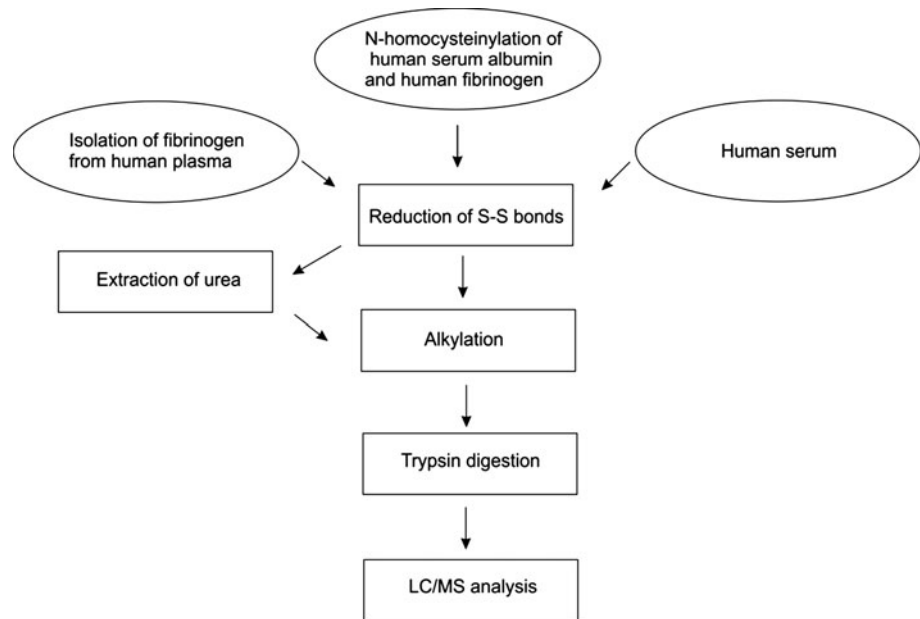 N-homocysteinylation of
human serum albumin
and human fibrinogen
Isolation of fibrinogen
from human plasma
Human serum
Reduction of S-S bonds
Extraction of urea
Alkylation
Trypsin digestion
LC/MS analysis